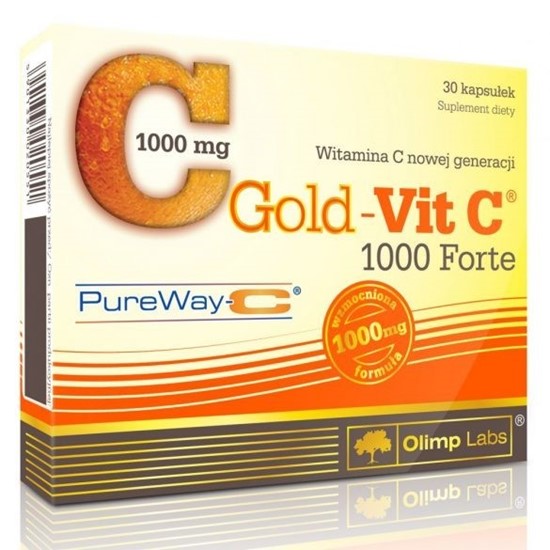 30 kapsułek
Suplement diety
C
1000 mg
Witamina C nowej generacji
Gold-Vit C®
1000 Forte
PureWay-C®
wzmocniona
1000mg
formuła
Olimp Labs®